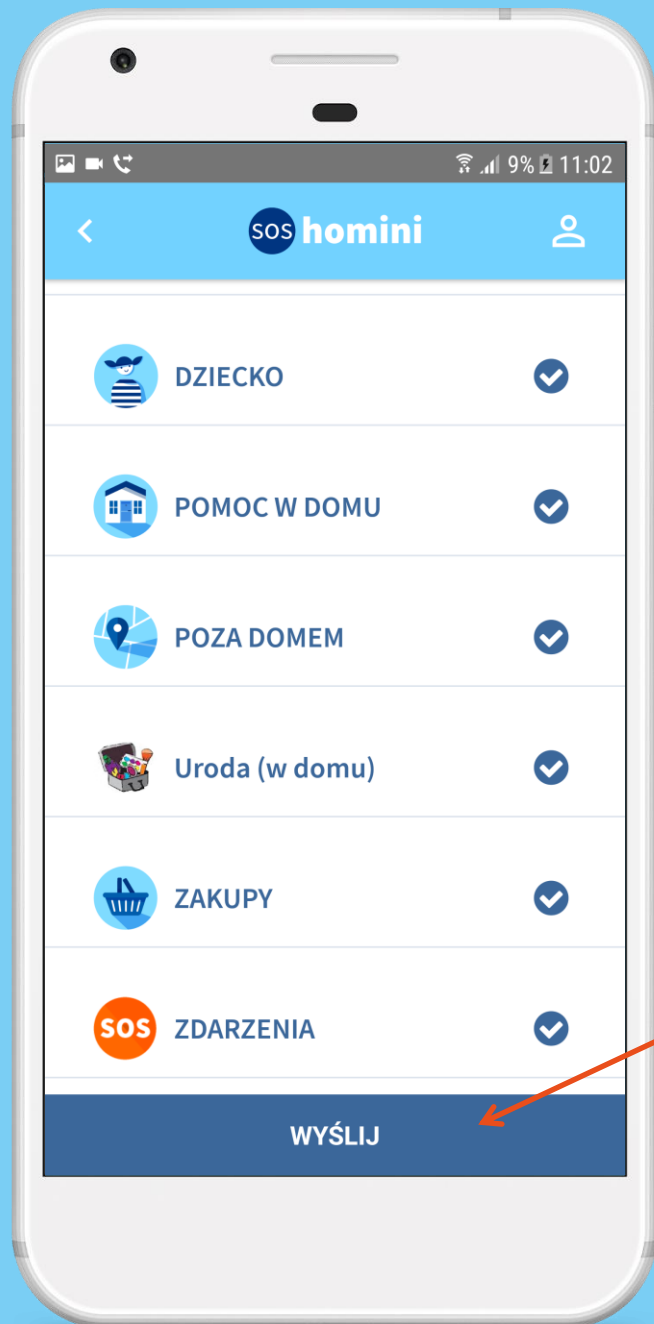 9% 11:02
SOS homini
DZIECKO
POMOC W DOMU
POZA DOMEM
Uroda (w domu)
ZAKUPY
SOS ZDARZENIA
WYŚLIJ